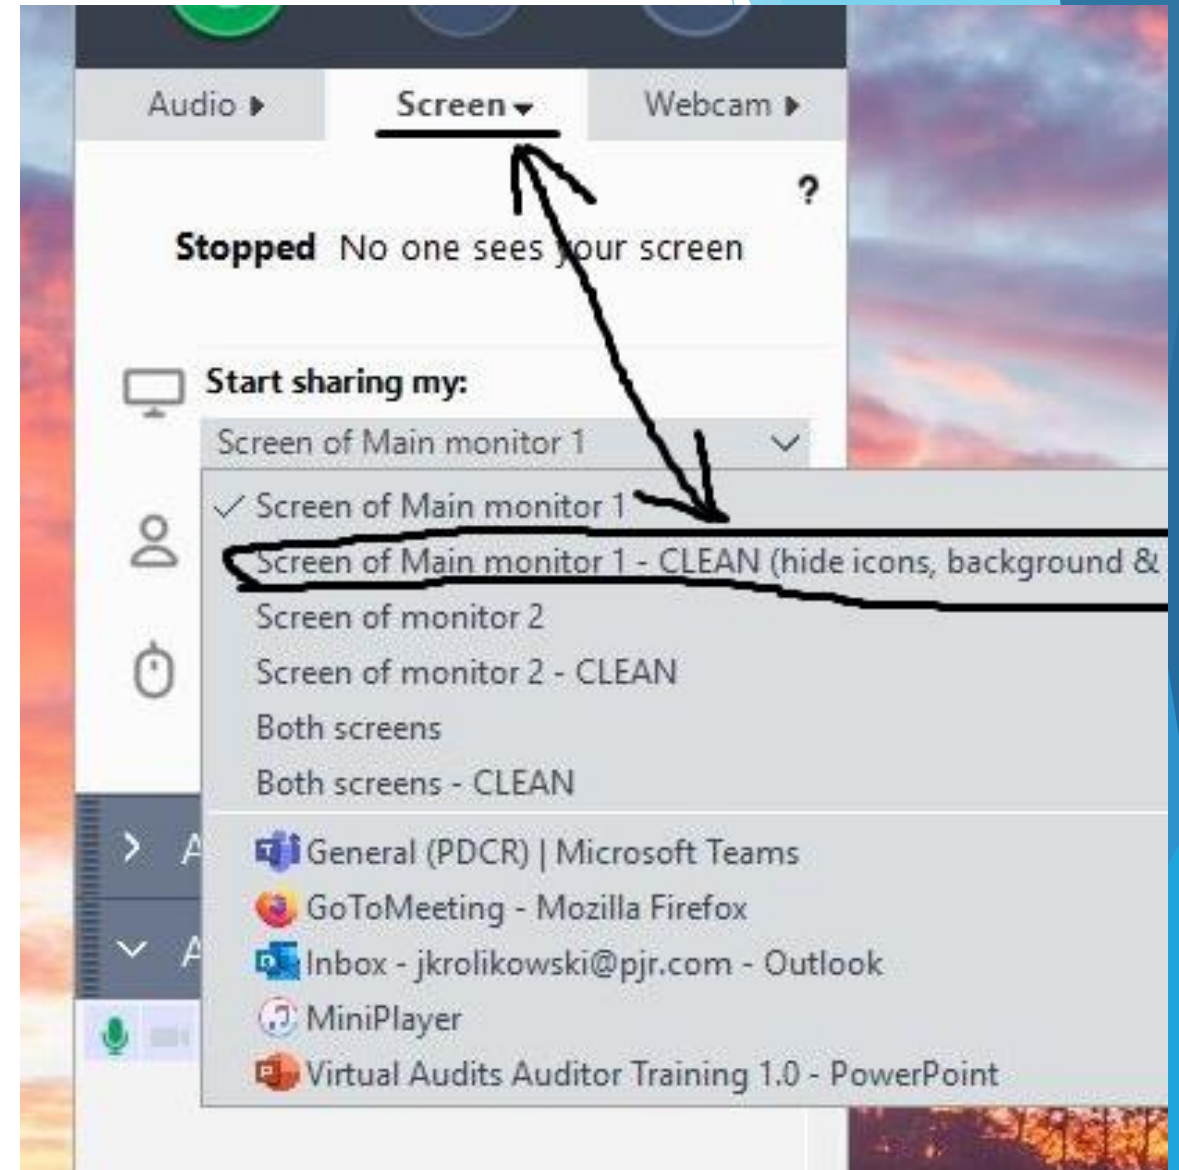 Audio Screen Webcam
?
Stopped No one sees your screen
Start sharing my:
Screen of Main monitor 1
Screen of Main monitor 1
Screen of Main monitor 1 - CLEAN (hide icons, background &
Screen of monitor 2
Screen of monitor 2 - CLEAN
Both screens
Both screens - CLEAN
A
General (PDCR) | Microsoft Teams
GoToMeeting - Mozilla Firefox
A
Inbox - jkrolikowski@pjr.com - Outlook
MiniPlayer
Virtual Audits Auditor Training 1.0 - PowerPoint